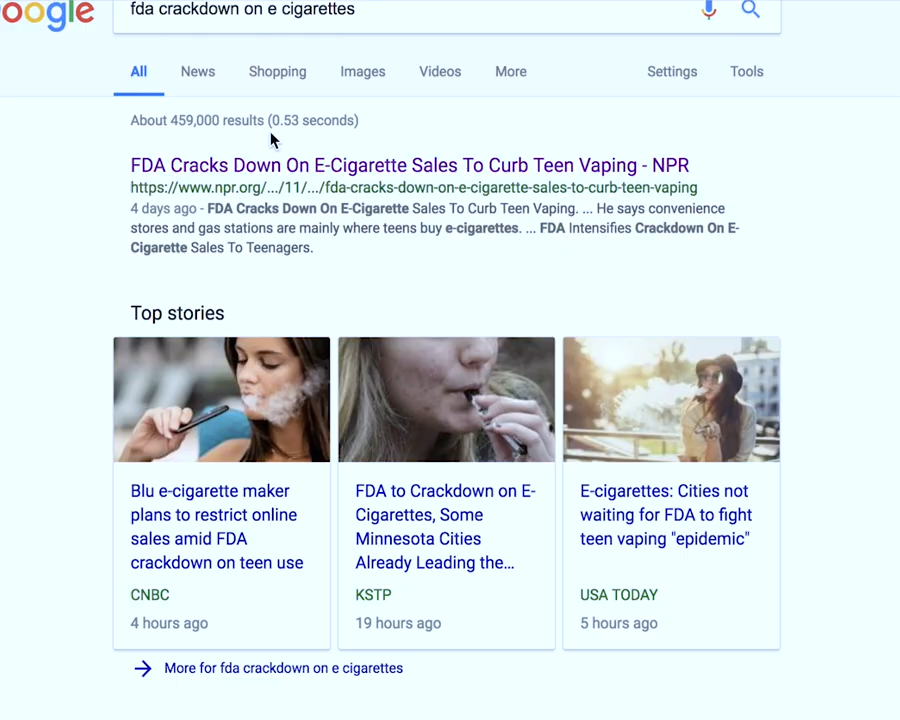 oogle
fda crackdown on e cigarettes
All News Shopping Images Videos More Settings Tools
About 459,000 results (0.53 seconds)
FDA Cracks Down On E-Cigarette Sales To Curb Teen Vaping - NPR
https://www.npr.org/.../11/.../fda-cracks-down-on-e-cigarette-sales-to-curb-teen-vaping
4 days ago - FDA Cracks Down On E-Cigarette Sales To Curb Teen Vaping. ... He says convenience
stores and gas stations are mainly where teens buy e-cigarettes. ... FDA Intensifies Crackdown On E-
Cigarette Sales To Teenagers.
Top stories
Blu e-cigarette maker
plans to restrict online
sales amid FDA
crackdown on teen use
CNBC
4 hours ago
FDA to Crackdown on E-
Cigarettes, Some
Minnesota Cities
Already Leading the...
KSTP
19 hours ago
E-cigarettes: Cities not
waiting for FDA to fight
teen vaping "epidemic"
USA TODAY
5 hours ago
More for fda crackdown on e cigarettes